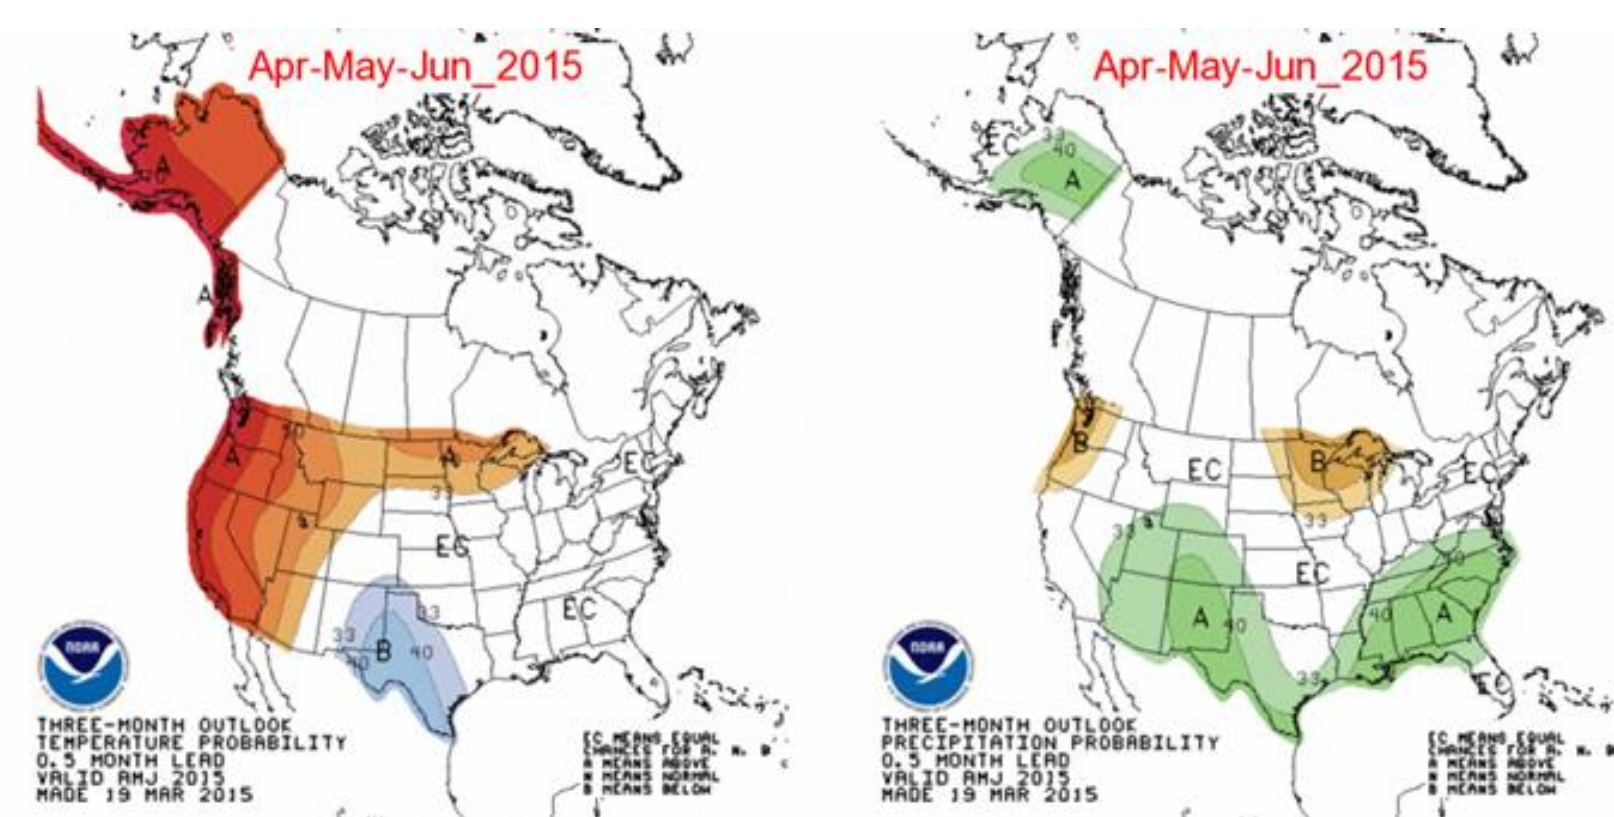 Apr-May-Jun_2015
A
A
40
A
A
EC
33
EC
33
EC
33
B
40
40
NOAA
THREE-MONTH OUTLOOK
TEMPERATURE PROBABILITY
0.5 MONTH LEAD
VALID AMJ 2015
MADE 19 MAR 2015
EC MEANS EQUAL
CHANCES FOR A, N, B
A MEANS ABOVE
N MEANS NORMAL
B MEANS BELOW
Apr-May-Jun_2015
EC
33
40
A
B
EC
B
EC
33
33
40
EC
A
40
40
A
33
EC
NOAA
THREE-MONTH OUTLOOK
PRECIPITATION PROBABILITY
0.5 MONTH LEAD
VALID AMJ 2015
MADE 19 MAR 2015
EC MEANS EQUAL
CHANCES FOR A, N, B
A MEANS ABOVE
N MEANS NORMAL
B MEANS BELOW